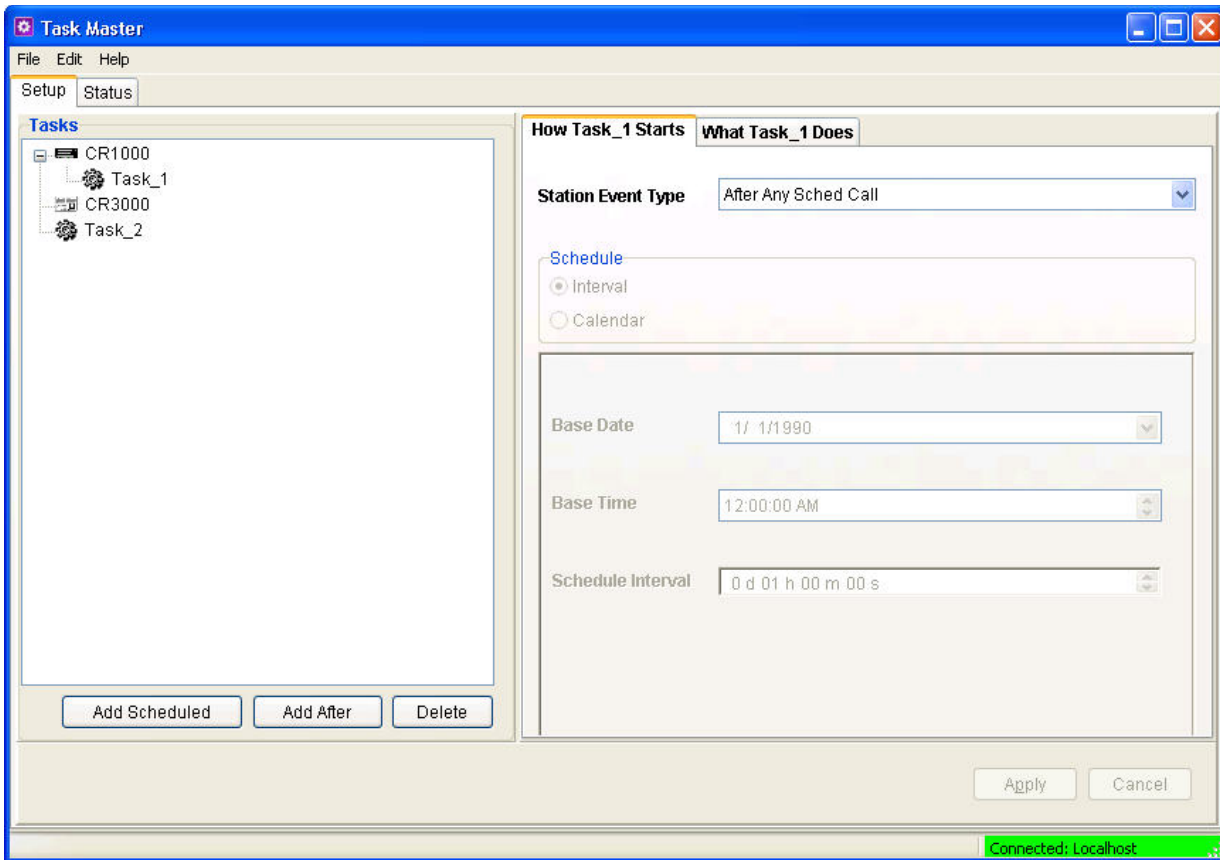 Task Master
File Edit Help
Setup Status
Tasks
CR1000
Task_1
CR3000
Task_2
Add Scheduled Add After Delete
How Task_1 Starts What Task_1 Does
Station Event Type After Any Sched Call
Schedule
Interval
Calendar
Base Date 1/ 1/1990
Base Time 12:00:00 AM
Schedule Interval 0 d 01 h 00 m 00 s
Apply Cancel
Connected: Localhost